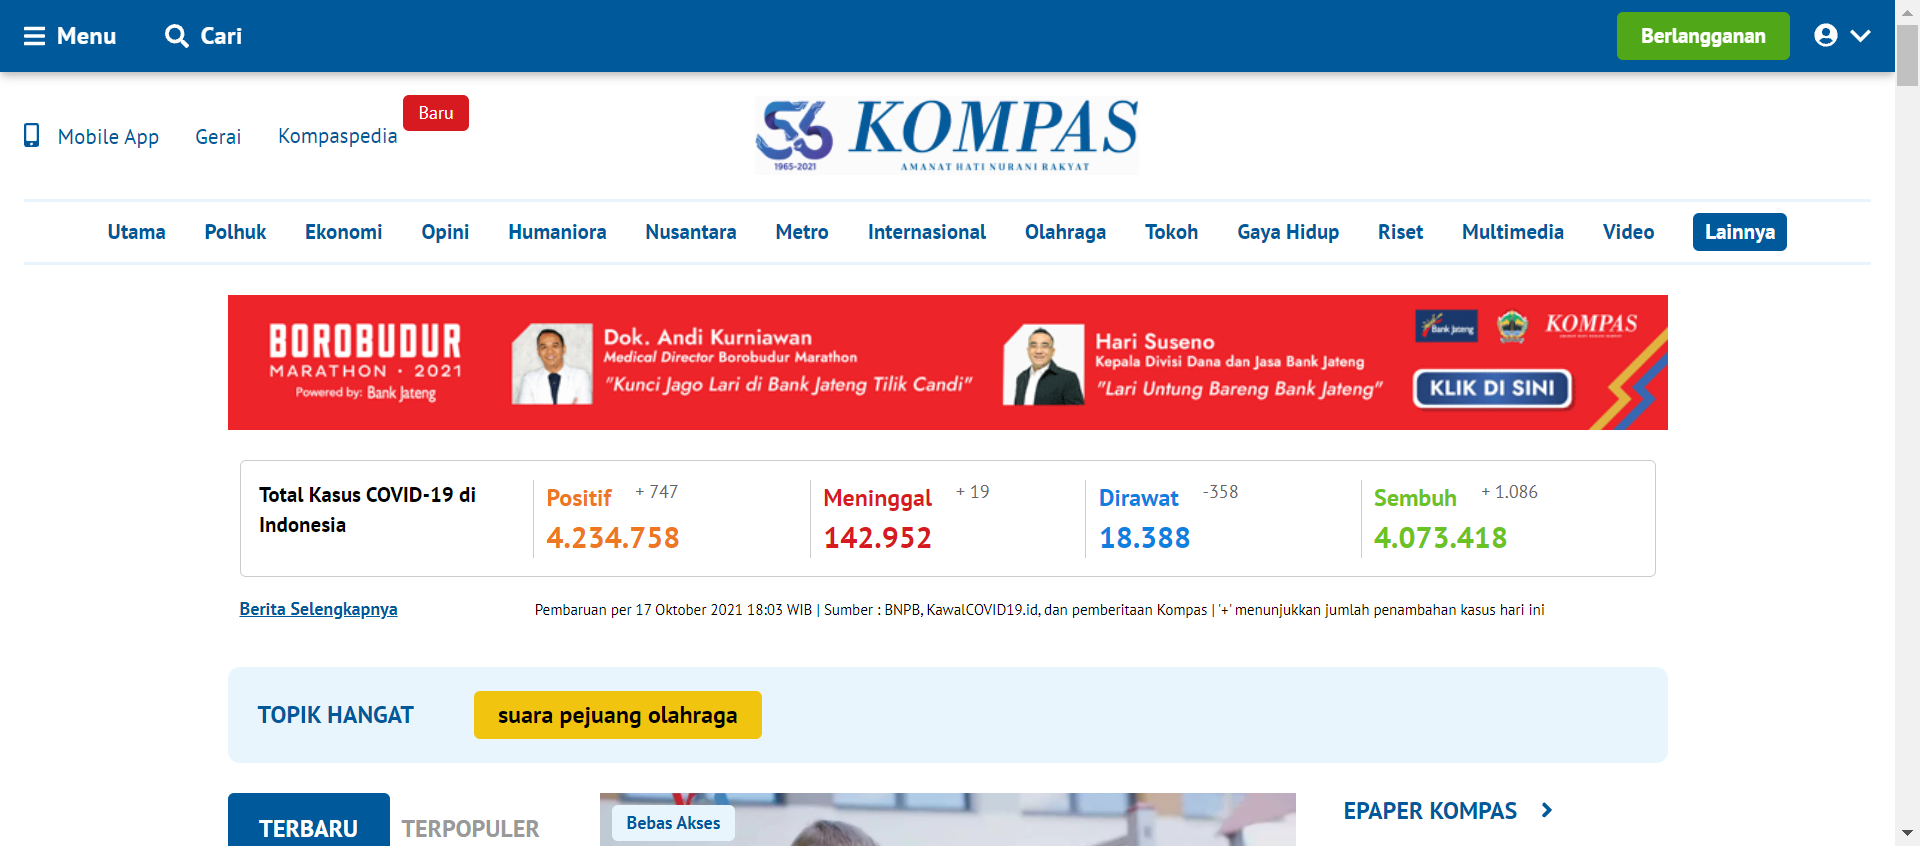 Menu
Cari
Berlangganan
Mobile App
Gerai
Kompaspedia
Baru
56
1965-2021
KOMPAS
AMANAT HATI NURANI RAKYAT
Utama
Polhuk
Ekonomi
Opini
Humaniora
Nusantara
Metro
Internasional
Olahraga
Tokoh
Gaya Hidup
Riset
Multimedia
Video
Lainnya
BOROBUDUR
MARATHON · 2021
Powered by: Bank Jateng
Dok. Andi Kurniawan
Medical Director Borobudur Marathon
"Kunci Jago Lari di Bank Jateng Tilik Candi"
Hari Suseno
Kepala Divisi Dana dan Jasa Bank Jateng
"Lari Untung Bareng Bank Jateng"
Bank Jateng
KOMPAS
KLIK DI SINI
Total Kasus COVID-19 di
Indonesia
Positif + 747
4.234.758
Meninggal + 19
142.952
Dirawat -358
18.388
Sembuh + 1.086
4.073.418
Berita Selengkapnya
Pembaruan per 17 Oktober 2021 18:03 WIB | Sumber : BNPB, KawalCOVID19.id, dan pemberitaan Kompas | '+' menunjukkan jumlah penambahan kasus hari ini
TOPIK HANGAT
suara pejuang olahraga
TERBARU
TERPOPULER
Bebas Akses
EPAPER KOMPAS